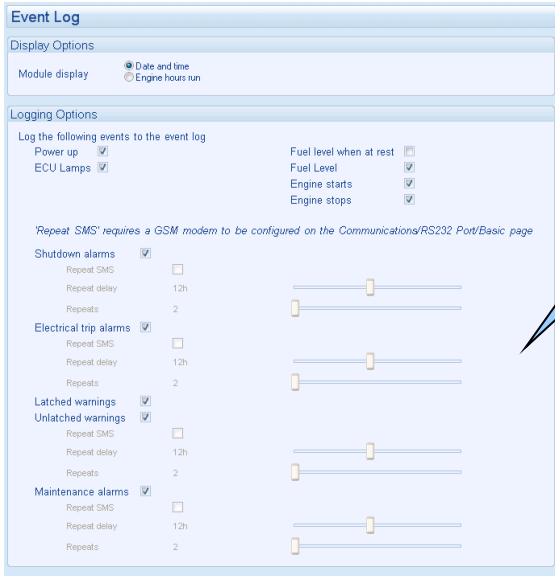 Event Log
Display Options
Module display
Date and time
Engine hours run
Logging Options
Log the following events to the event log
Power up
Fuel level when at rest
ECU Lamps
Fuel Level
Engine starts
Engine stops
'Repeat SMS' requires a GSM modem to be configured on the Communications/RS232 Port/Basic page
Shutdown alarms
Repeat SMS
Repeat delay 12h
Repeats 2
Electrical trip alarms
Repeat SMS
Repeat delay 12h
Repeats 2
Latched warnings
Unlatched warnings
Repeat SMS
Repeat delay 12h
Repeats 2
Maintenance alarms
Repeat SMS
Repeat delay 12h
Repeats 2